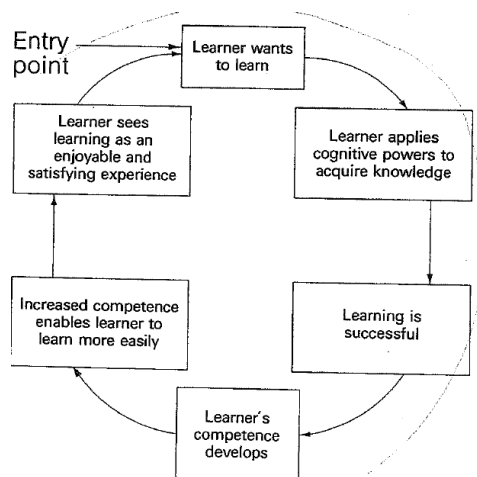 Entry
point
Learner wants
to learn
Learner applies
cognitive powers to
acquire knowledge
Learning is
successful
Learner's
competence
develops
Increased competence
enables learner to
learn more easily
Learner sees
learning as an
enjoyable and
satisfying experience